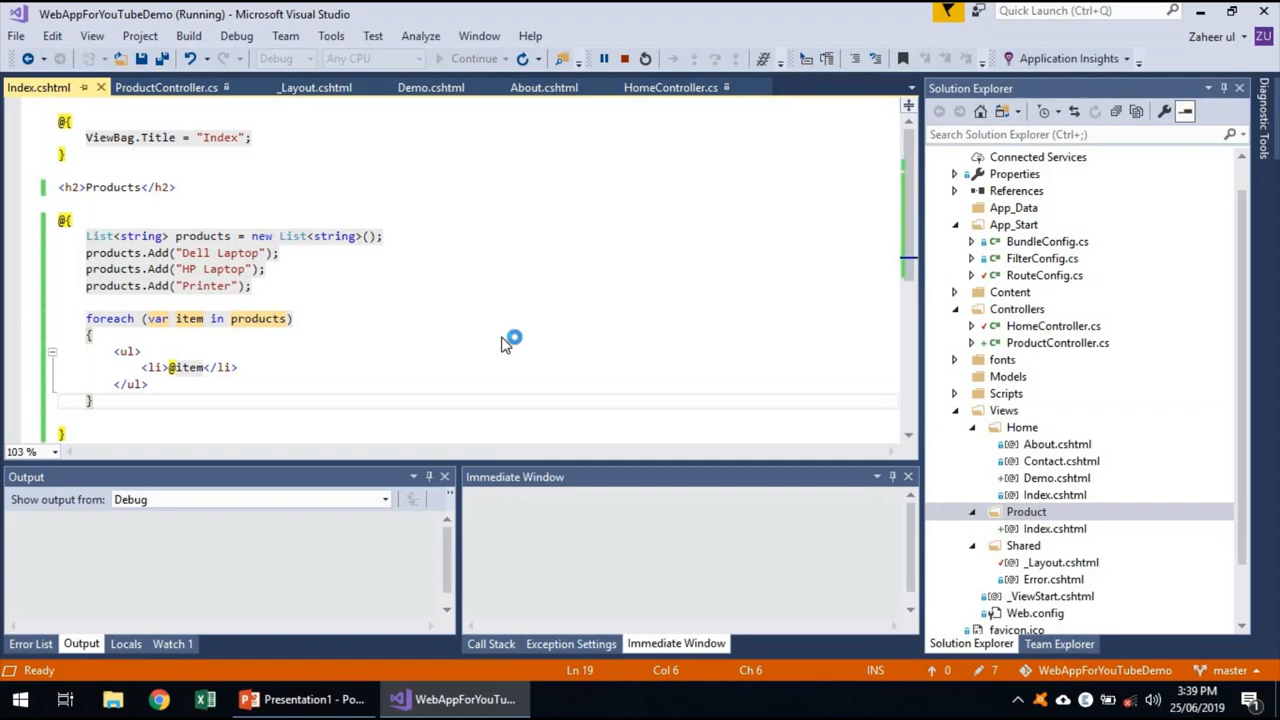 WebAppForYouTubeDemo (Running) - Microsoft Visual Studio
Quick Launch (Ctrl+Q)
File Edit View Project Build Debug Team Tools Test Analyze Window Help
Zaheer ul ZU
Debug Any CPU Continue Application Insights
Index.cshtml ProductController.cs _Layout.cshtml Demo.cshtml About.cshtml HomeController.cs
@{
ViewBag.Title = "Index";
}
<h2>Products</h2>
@{
List<string> products = new List<string>();
products.Add("Dell Laptop");
products.Add("HP Laptop");
products.Add("Printer");
foreach (var item in products)
{
<ul>
<li>@item</li>
</ul>
}
}
103 %
Output
Show output from: Debug
Immediate Window
Error List Output Locals Watch 1
Call Stack Exception Settings Immediate Window
Solution Explorer
Search Solution Explorer (Ctrl+;)
Connected Services
Properties
References
App_Data
App_Start
BundleConfig.cs
FilterConfig.cs
RouteConfig.cs
Content
Controllers
HomeController.cs
ProductController.cs
fonts
Models
Scripts
Views
Home
About.cshtml
Contact.cshtml
Demo.cshtml
Index.cshtml
Product
Index.cshtml
Shared
_Layout.cshtml
Error.cshtml
_ViewStart.cshtml
Web.config
favicon.ico
Solution Explorer Team Explorer
Diagnostic Tools
Ready Ln 19 Col 6 Ch 6 INS 0 7 WebAppForYouTubeDemo master
Presentation1 - Po... WebAppForYouTu...
3:39 PM
25/06/2019
1